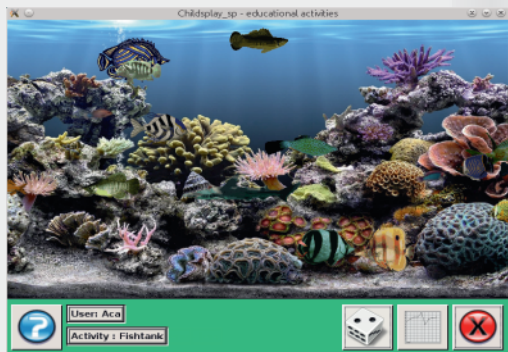 Childsplay_sp - educational activities
User: Aca
Activity : Fishtank